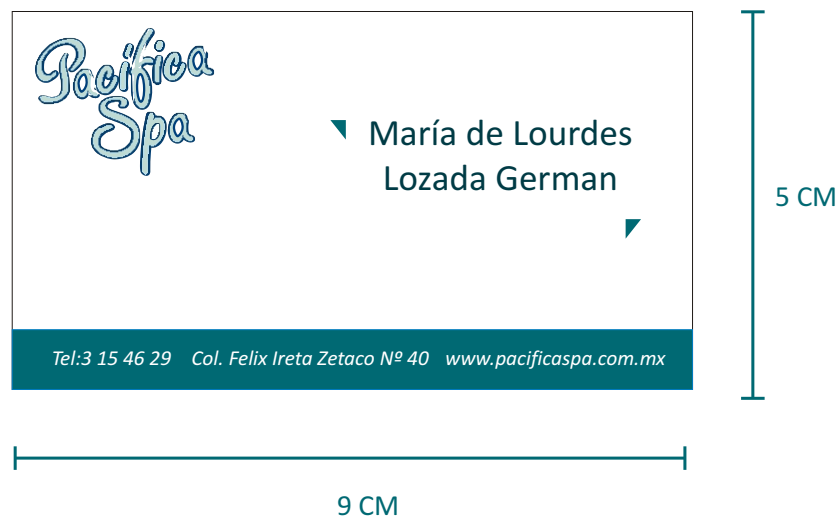 Pacífica
Spa
María de Lourdes
Lozada German
5 CM
Tel:3 15 46 29 Col. Felix Ireta Zetaco Nº 40 www.pacificaspa.com.mx
9 CM